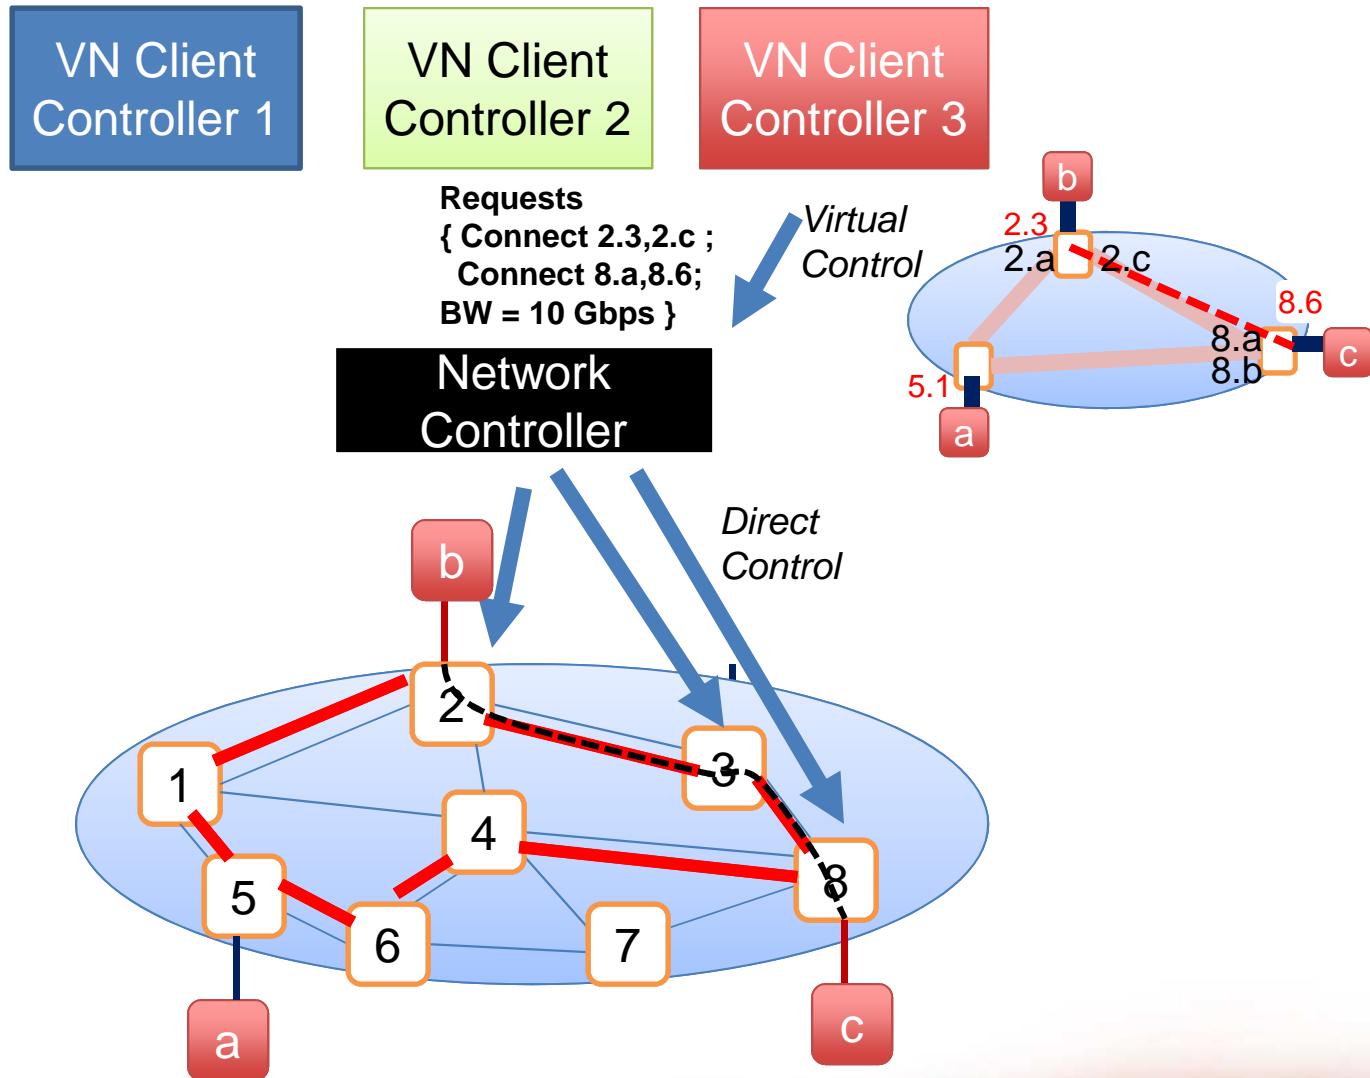 VN Client
Controller 1
VN Client
Controller 2
VN Client
Controller 3
Requests
{ Connect 2.3,2.c ;
Connect 8.a,8.6;
BW = 10 Gbps }
Virtual
Control
b
2.3
2.a
2.c
8.6
8.a
8.b
c
5.1
a
Network
Controller
Direct
Control
b
2
3
1
4
8
5
6
7
a
c